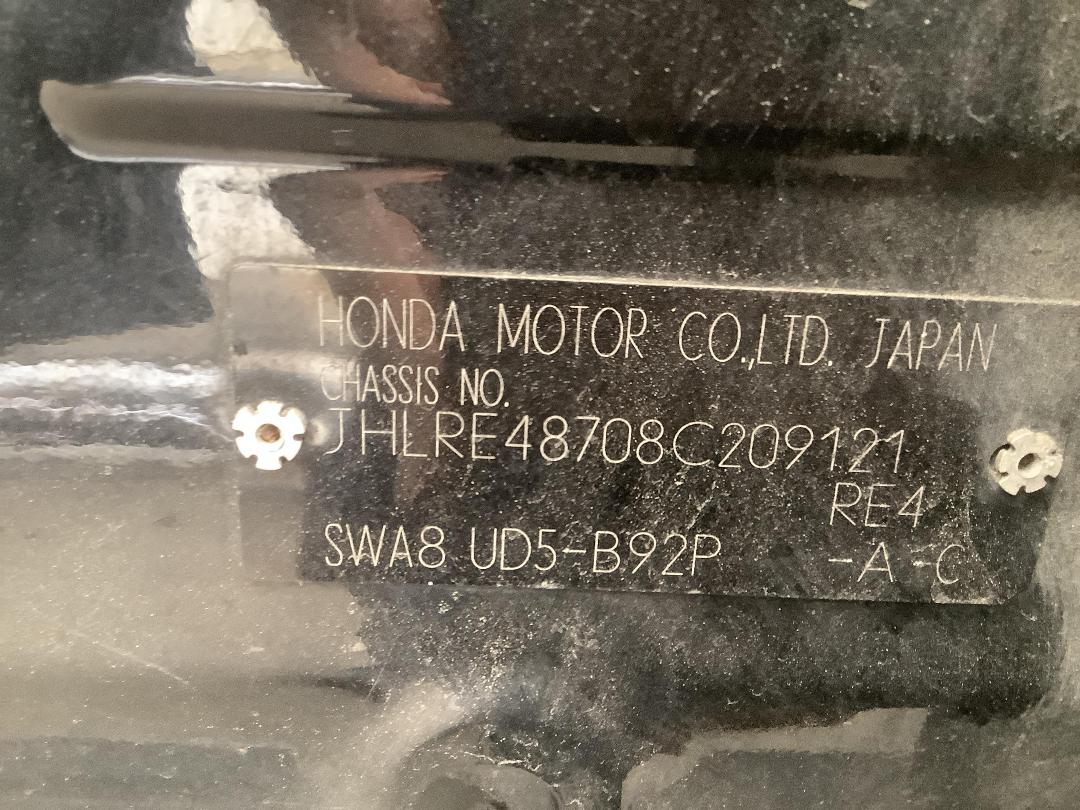 HONDA MOTOR CO.,LTD. JAPAN
CHASSIS NO.
JHLRE48708C209121
RE4
SWA8 UD5-B92P -A -C